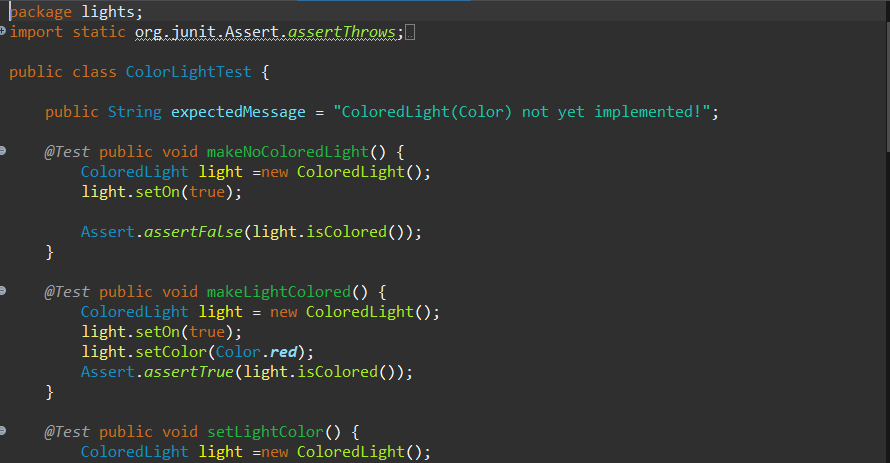 package lights;
import static org.junit.Assert.assertThrows;
public class ColorLightTest {
    public String expectedMessage = "ColoredLight(Color) not yet implemented!";
    @Test public void makeNoColoredLight() {
        ColoredLight light =new ColoredLight();
        light.setOn(true);
        Assert.assertFalse(light.isColored());
    }
    @Test public void makeLightColored() {
        ColoredLight light = new ColoredLight();
        light.setOn(true);
        light.setColor(Color.red);
        Assert.assertTrue(light.isColored());
    }
    @Test public void setLightColor() {
        ColoredLight light =new ColoredLight();